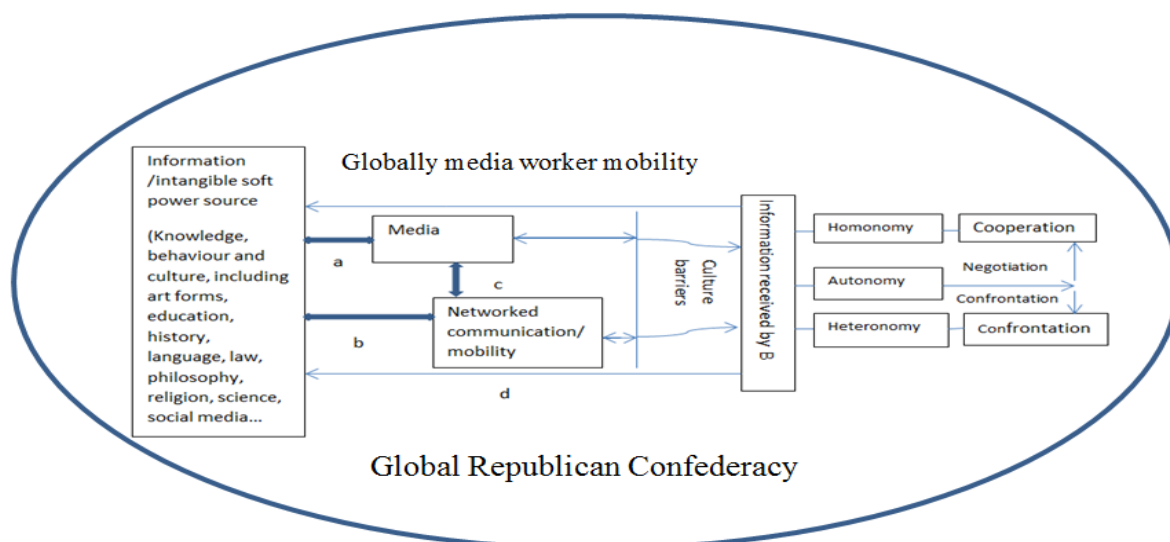 Information
/intangible soft
power source
(Knowledge,
behaviour and
culture, including
art forms,
education,
history,
language, law,
philosophy,
religion, science,
social media...
Globally media worker mobility
Media
a
c
b
Networked
communication/
mobility
d
Culture
barriers
Information received by B
Homonomy
Cooperation
Negotiation
Autonomy
Confrontation
Heteronomy
Confrontation
Global Republican Confederacy